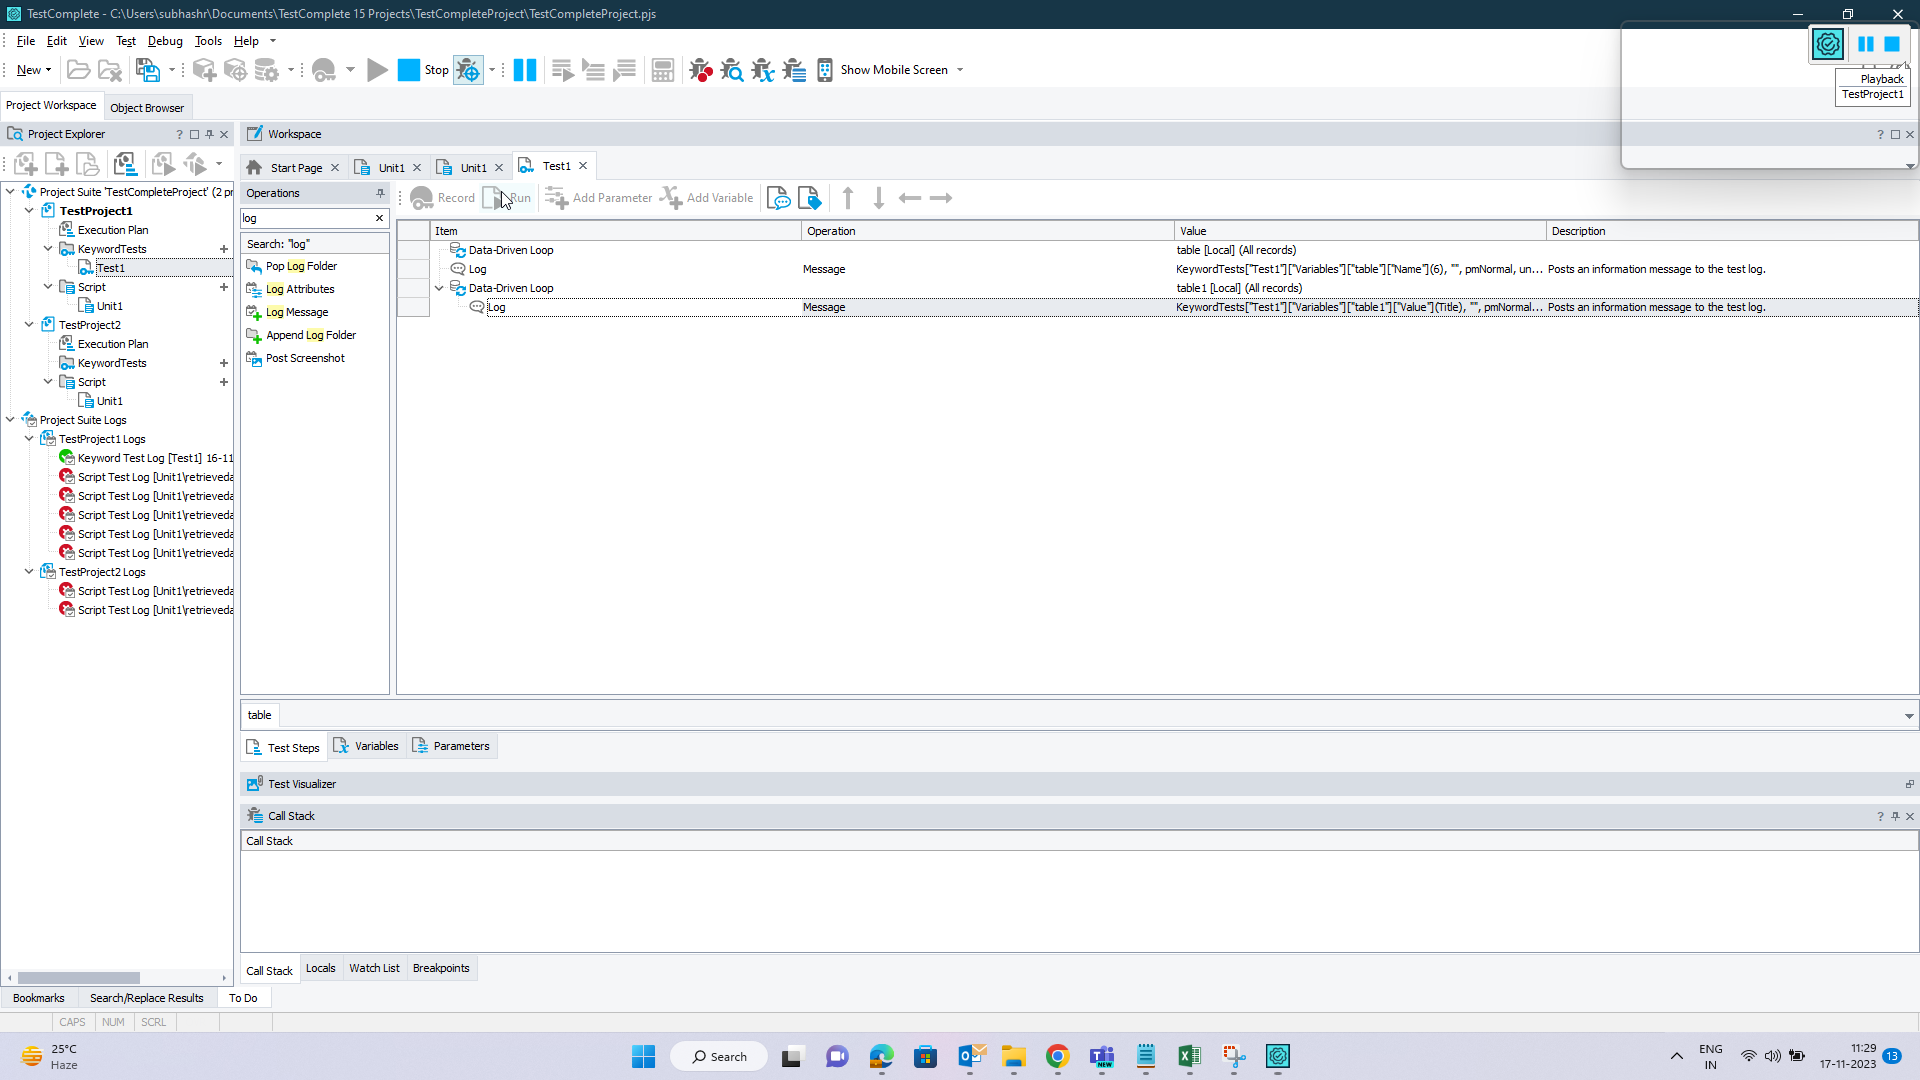 TestComplete - C:\Users\subhashr\Documents\TestComplete 15 Projects\TestCompleteProject\TestCompleteProject.pjs
File Edit View Test Debug Tools Help
New Stop Show Mobile Screen
Playback
TestProject1
Project Workspace Object Browser
Project Explorer ? Workspace ?
Start Page Unit1 Unit1 Test1
Operations
Record Run Add Parameter Add Variable
log
Search: "log"
Pop Log Folder
Log Attributes
Log Message
Append Log Folder
Post Screenshot
Project Suite 'TestCompleteProject' (2 pr
TestProject1
Execution Plan
KeywordTests
Test1
Script
Unit1
TestProject2
Execution Plan
KeywordTests
Script
Unit1
Project Suite Logs
TestProject1 Logs
Keyword Test Log [Test1] 16-11
Script Test Log [Unit1\retrieveda
Script Test Log [Unit1\retrieveda
Script Test Log [Unit1\retrieveda
Script Test Log [Unit1\retrieveda
Script Test Log [Unit1\retrieveda
TestProject2 Logs
Script Test Log [Unit1\retrieveda
Script Test Log [Unit1\retrieveda
Item Operation Value Description
Data-Driven Loop table [Local] (All records)
Log Message KeywordTests["Test1"]["Variables"]["table"]["Name"](6), "", pmNormal, un... Posts an information message to the test log.
Data-Driven Loop table1 [Local] (All records)
Log Message KeywordTests["Test1"]["Variables"]["table1"]["Value"](Title), "", pmNormal... Posts an information message to the test log.
table
Test Steps Variables Parameters
Test Visualizer
Call Stack ?
Call Stack
Call Stack Locals Watch List Breakpoints
Bookmarks Search/Replace Results To Do
CAPS NUM SCRL
25°C
Haze
Search
NEW
ENG
IN
11:29
17-11-2023
13